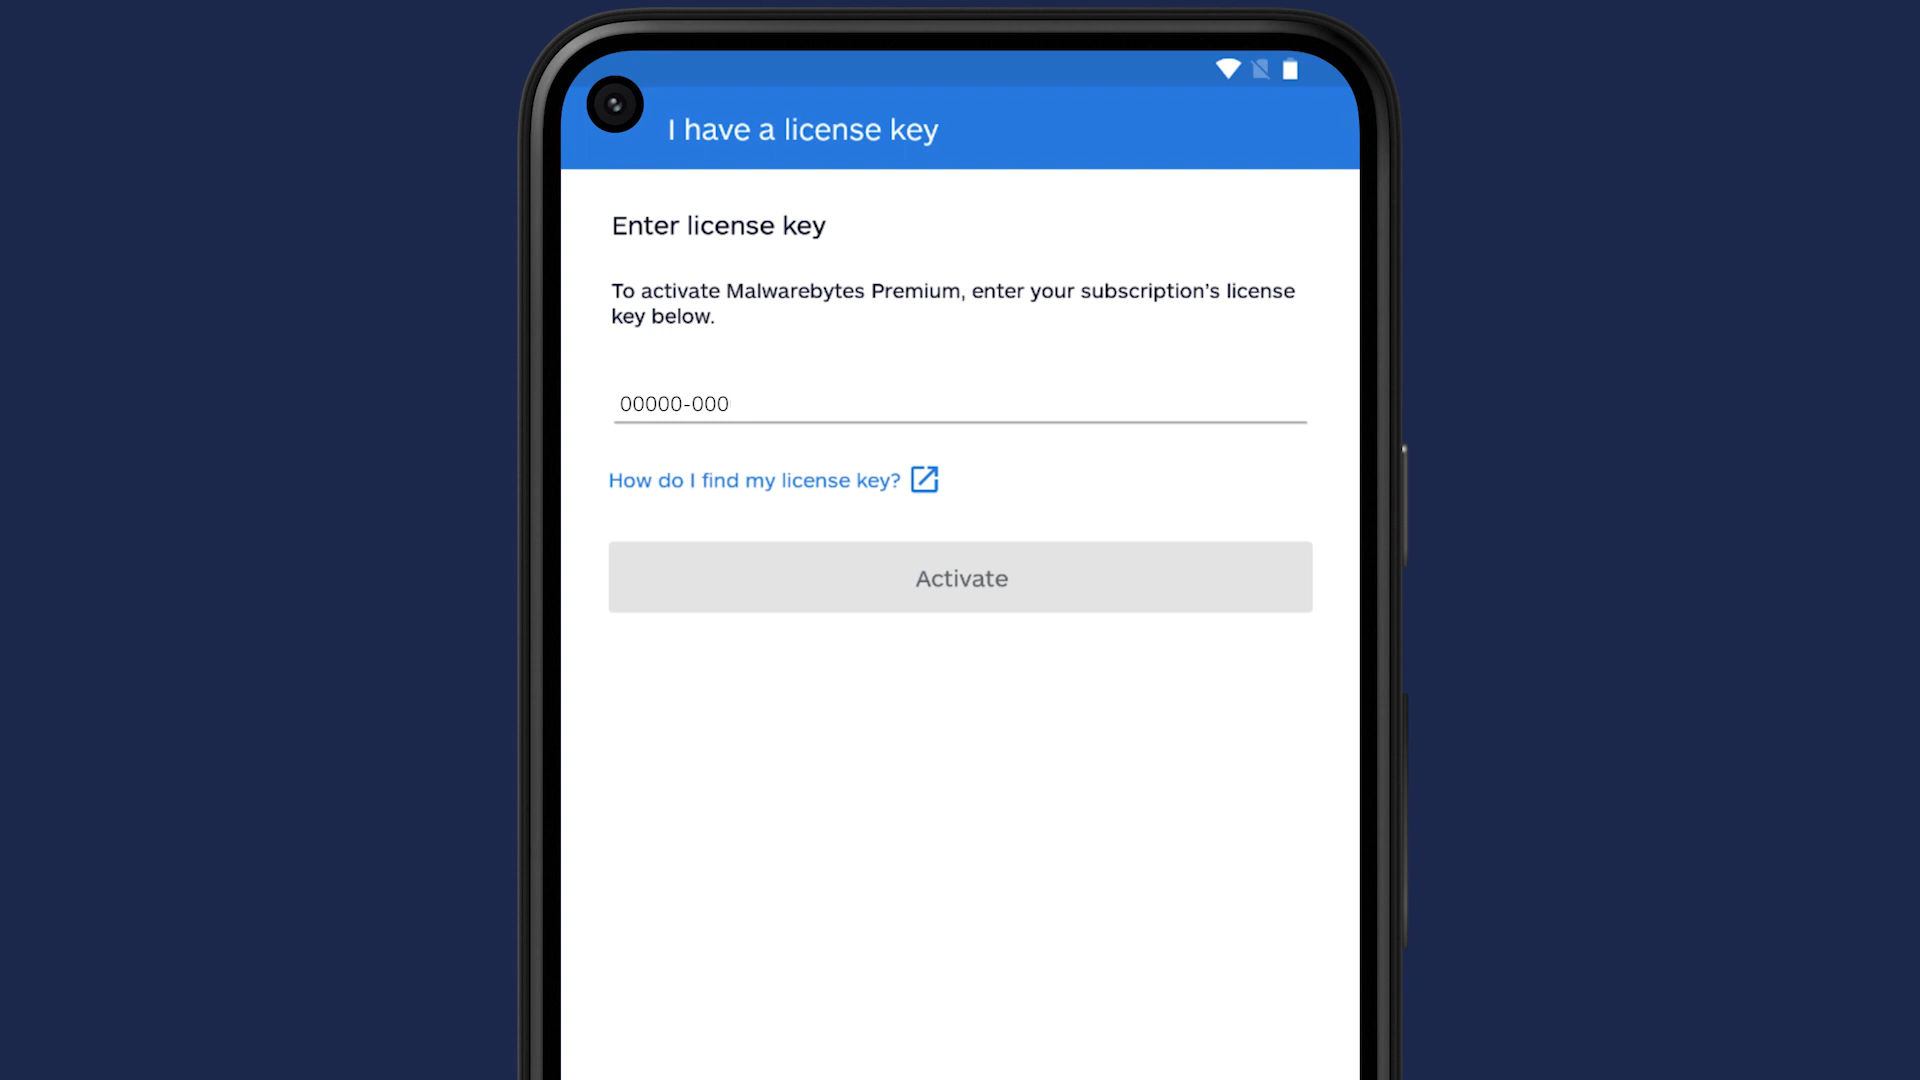 I have a license key
Enter license key
To activate Malwarebytes Premium, enter your subscription’s license
key below.
00000-000
How do I find my license key?
Activate